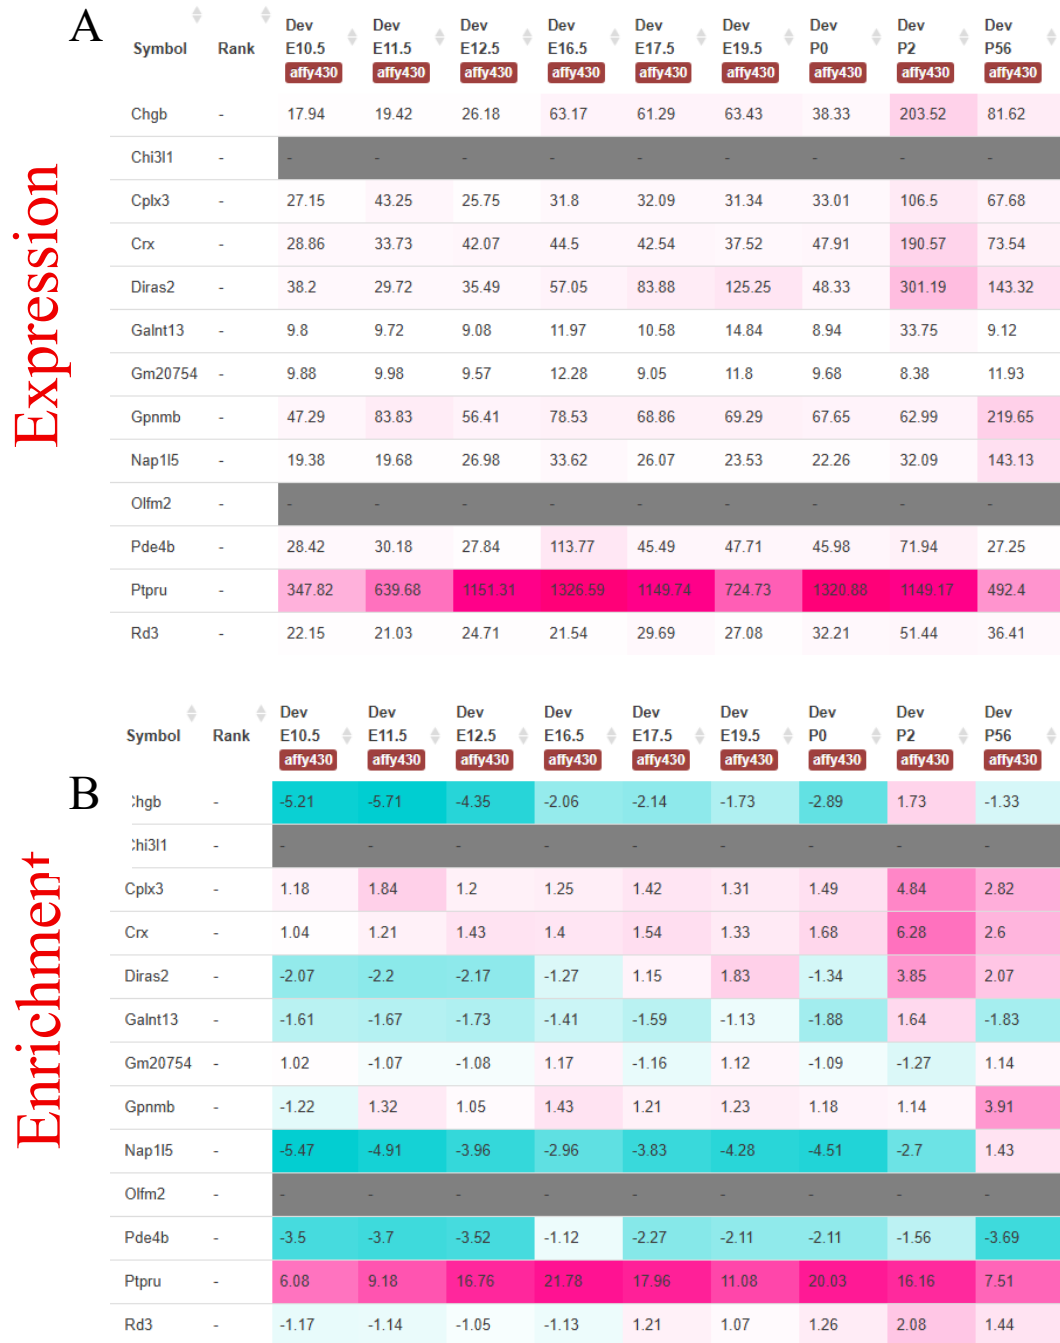 A
Expression
Symbol Rank Dev E10.5 affy430 Dev E11.5 affy430 Dev E12.5 affy430 Dev E16.5 affy430 Dev E17.5 affy430 Dev E19.5 affy430 Dev P0 affy430 Dev P2 affy430 Dev P56 affy430
Chgb - 17.94 19.42 26.18 63.17 61.29 63.43 38.33 203.52 81.62
Chi3l1 - - - - - - - - - -
Cplx3 - 27.15 43.25 25.75 31.8 32.09 31.34 33.01 106.5 67.68
Crx - 28.86 33.73 42.07 44.5 42.54 37.52 47.91 190.57 73.54
Diras2 - 38.2 29.72 35.49 57.05 83.88 125.25 48.33 301.19 143.32
Galnt13 - 9.8 9.72 9.08 11.97 10.58 14.84 8.94 33.75 9.12
Gm20754 - 9.88 9.98 9.57 12.28 9.05 11.8 9.68 8.38 11.93
Gpnmb - 47.29 83.83 56.41 78.53 68.86 69.29 67.65 62.99 219.65
Nap1l5 - 19.38 19.68 26.98 33.62 26.07 23.53 22.26 32.09 143.13
Olfm2 - - - - - - - - - -
Pde4b - 28.42 30.18 27.84 113.77 45.49 47.71 45.98 71.94 27.25
Ptpru - 347.82 639.68 1151.31 1326.59 1149.74 724.73 1320.88 1149.17 492.4
Rd3 - 22.15 21.03 24.71 21.54 29.69 27.08 32.21 51.44 36.41
B
Enrichment
Symbol Rank Dev E10.5 affy430 Dev E11.5 affy430 Dev E12.5 affy430 Dev E16.5 affy430 Dev E17.5 affy430 Dev E19.5 affy430 Dev P0 affy430 Dev P2 affy430 Dev P56 affy430
hgb - -5.21 -5.71 -4.35 -2.06 -2.14 -1.73 -2.89 1.73 -1.33
hi3l1 - - - - - - - - - -
Cplx3 - 1.18 1.84 1.2 1.25 1.42 1.31 1.49 4.84 2.82
Crx - 1.04 1.21 1.43 1.4 1.54 1.33 1.68 6.28 2.6
Diras2 - -2.07 -2.2 -2.17 -1.27 1.15 1.83 -1.34 3.85 2.07
Galnt13 - -1.61 -1.67 -1.73 -1.41 -1.59 -1.13 -1.88 1.64 -1.83
Gm20754 - 1.02 -1.07 -1.08 1.17 -1.16 1.12 -1.09 -1.27 1.14
Gpnmb - -1.22 1.32 1.05 1.43 1.21 1.23 1.18 1.14 3.91
Nap1l5 - -5.47 -4.91 -3.96 -2.96 -3.83 -4.28 -4.51 -2.7 1.43
Olfm2 - - - - - - - - - -
Pde4b - -3.5 -3.7 -3.52 -1.12 -2.27 -2.11 -2.11 -1.56 -3.69
Ptpru - 6.08 9.18 16.76 21.78 17.96 11.08 20.03 16.16 7.51
Rd3 - -1.17 -1.14 -1.05 -1.13 1.21 1.07 1.26 2.08 1.44